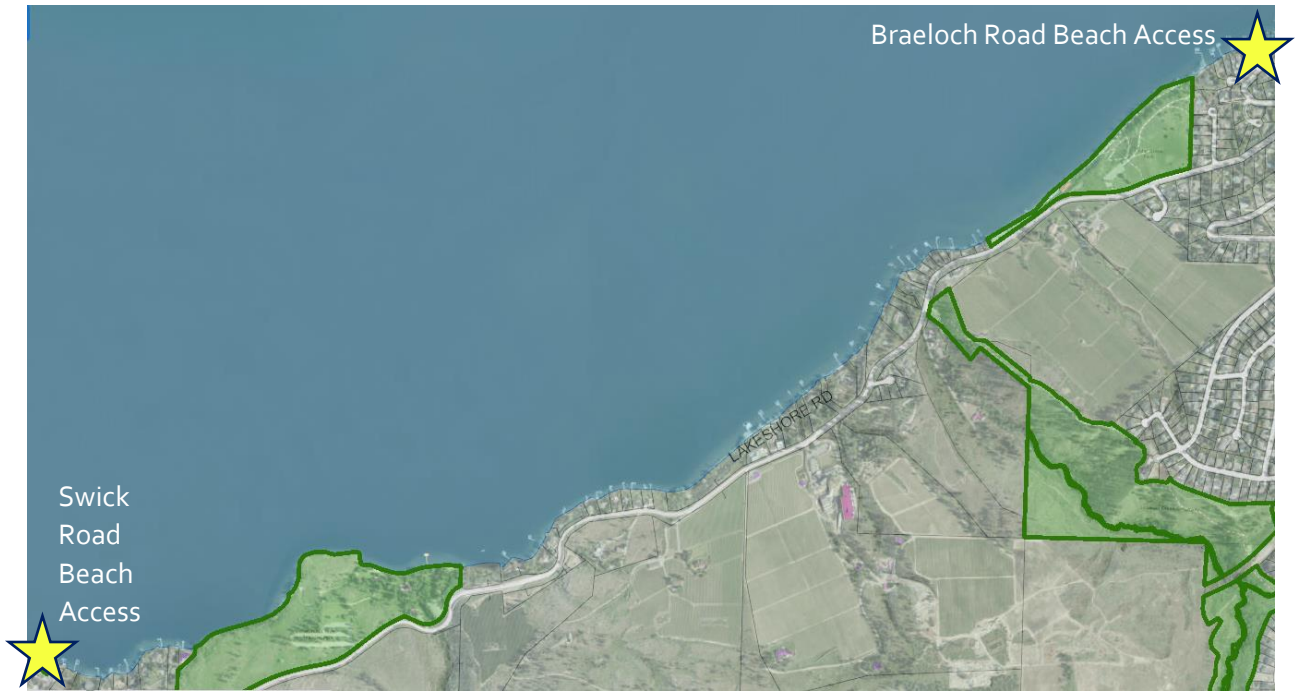 Braeloch Road Beach Access
LAKESHORE RD
Swick
Road
Beach
Access